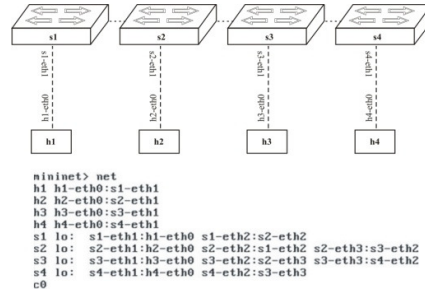 s1 s2 s3 s4
s1-eth1 s2-eth1 s3-eth1 s4-eth1
h1-eth0 h2-eth0 h3-eth0 h4-eth0
h1 h2 h3 h4
mininet> net
h1 h1-eth0:s1-eth1
h2 h2-eth0:s2-eth1
h3 h3-eth0:s3-eth1
h4 h4-eth0:s4-eth1
s1 lo:  s1-eth1:h1-eth0 s1-eth2:s2-eth2
s2 lo:  s2-eth1:h2-eth0 s2-eth2:s1-eth2 s2-eth3:s3-eth2
s3 lo:  s3-eth1:h3-eth0 s3-eth2:s2-eth3 s3-eth3:s4-eth2
s4 lo:  s4-eth1:h4-eth0 s4-eth2:s3-eth3
c0